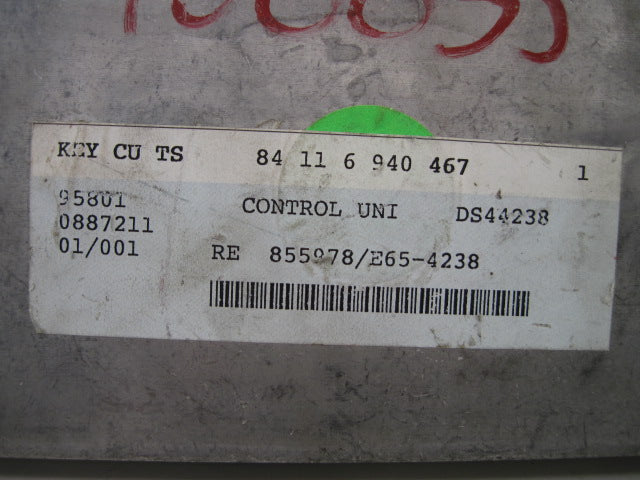 KEY CU TS 84 11 6 940 467 1
95801 CONTROL UNI DS44238
0887211
01/001 RE 855978/E65-4238